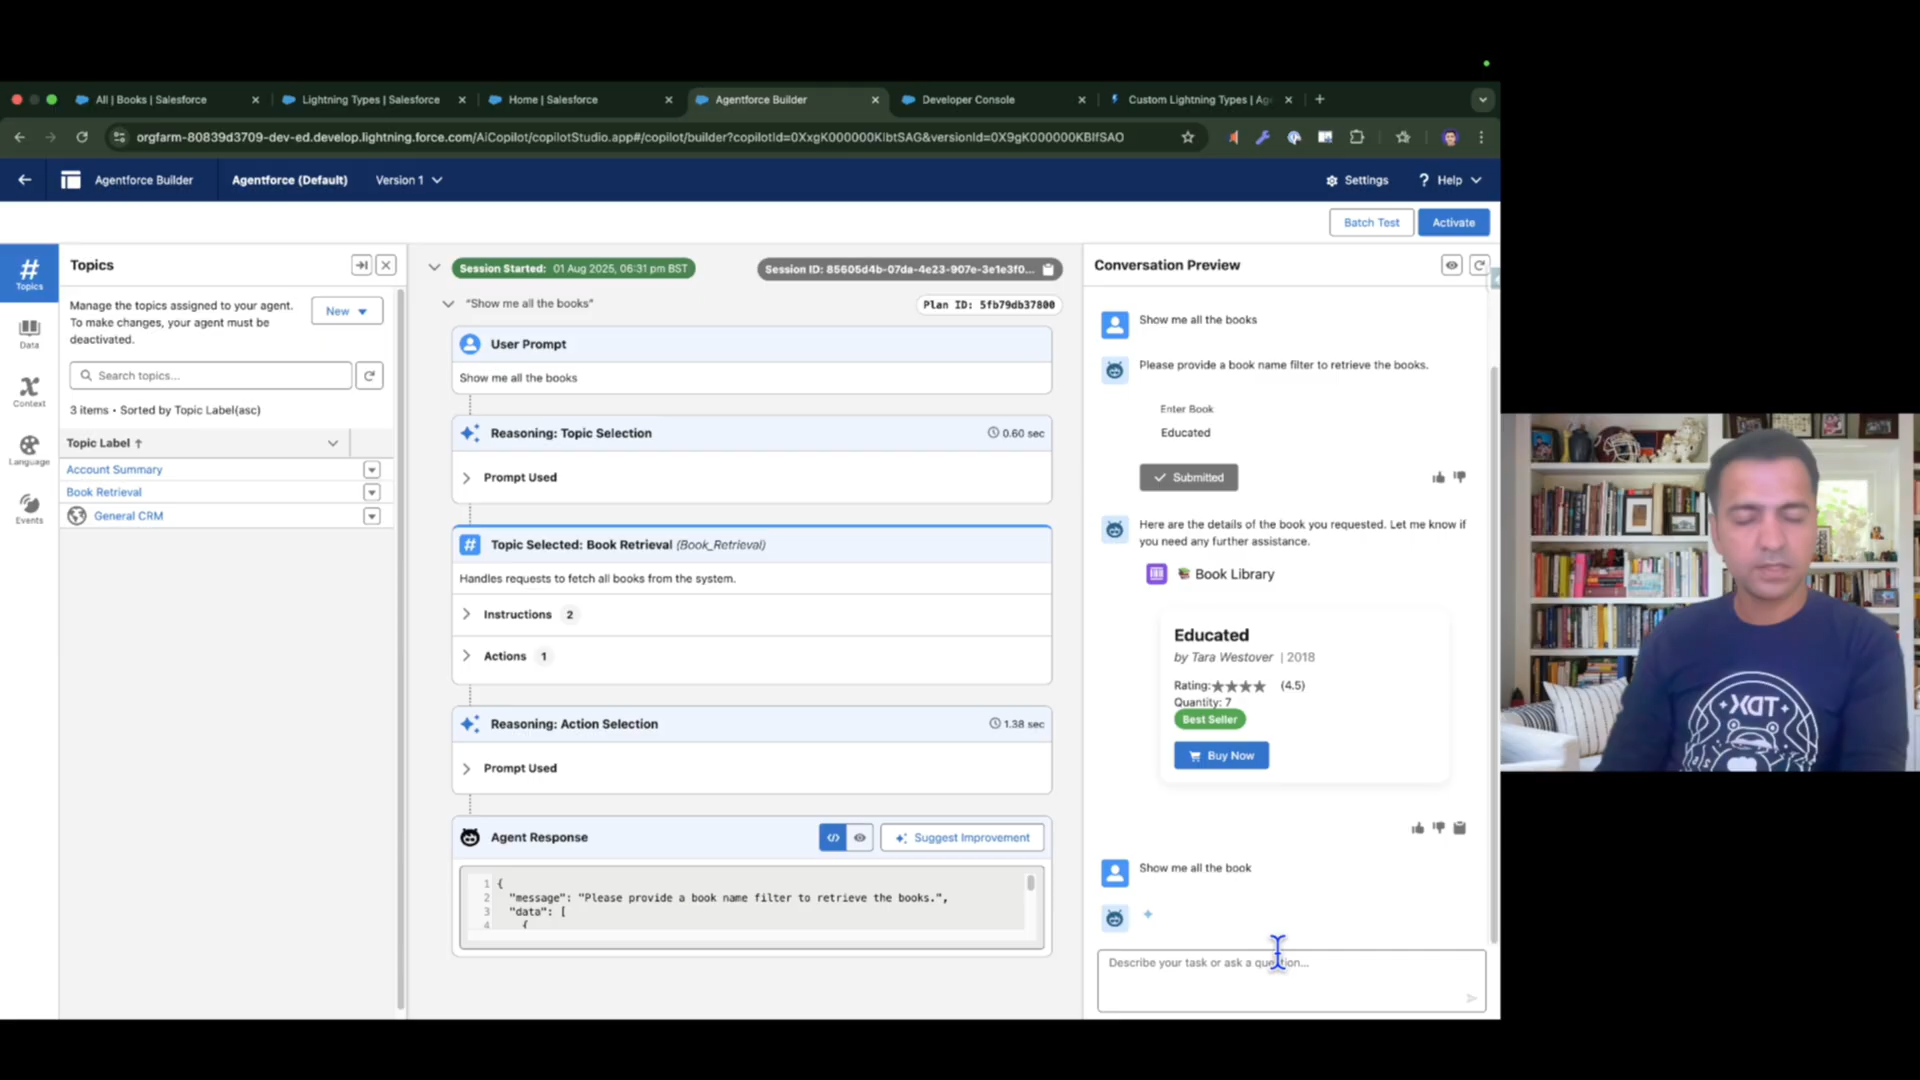 All | Books | Salesforce
Lightning Types | Salesforce
Home | Salesforce
Agentforce Builder
Developer Console
Custom Lightning Types | Age
orgfarm-80839d3709-dev-ed.develop.lightning.force.com/AiCopilot/copilotStudio.app#/copilot/builder?copilotId=0XxgK000000KIbtSAG&versionId=0X9gK000000KBIfSAO
Agentforce Builder
Agentforce (Default)
Version 1
Settings
? Help
Batch Test
Activate
# Topics
Data
Context
Language
Events
Topics
Manage the topics assigned to your agent.
To make changes, your agent must be
deactivated.
New
Search topics...
3 items • Sorted by Topic Label(asc)
Topic Label ↑
Account Summary
Book Retrieval
General CRM
Session Started: 01 Aug 2025, 06:31 pm BST
Session ID: 85605d4b-07da-4e23-907e-3e1e3f0...
"Show me all the books"
Plan ID: 5fb79db37800
User Prompt
Show me all the books
Reasoning: Topic Selection
0.60 sec
Prompt Used
# Topic Selected: Book Retrieval (Book_Retrieval)
Handles requests to fetch all books from the system.
Instructions 2
Actions 1
Reasoning: Action Selection
1.38 sec
Prompt Used
Agent Response
</>
Suggest Improvement
1 {
2 "message": "Please provide a book name filter to retrieve the books.",
3 "data": [
4 {
Conversation Preview
Show me all the books
Please provide a book name filter to retrieve the books.
Enter Book
Educated
✓ Submitted
Here are the details of the book you requested. Let me know if
you need any further assistance.
📚 Book Library
Educated
by Tara Westover | 2018
Rating:★★★★ (4.5)
Quantity: 7
Best Seller
Buy Now
Show me all the book
Describe your task or ask a question...